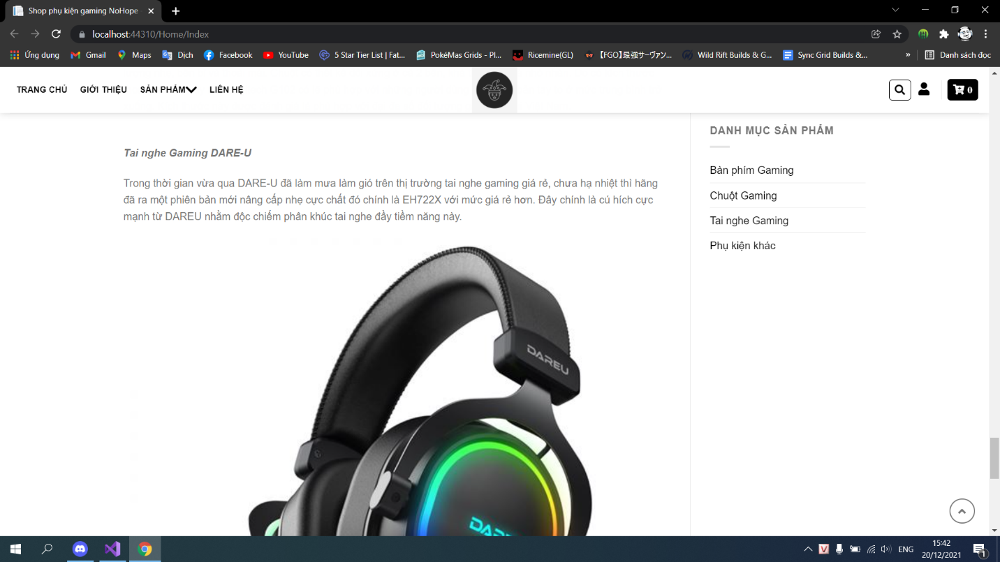 Shop phụ kiện gaming NoHope
localhost:44310/Home/Index
Ứng dụng Gmail Maps Dịch Facebook YouTube 5 Star Tier List | Fat... PokéMas Grids - Pl... Ricemine(GL) 【FGO】最強サーヴァン... Wild Rift Builds & G... Sync Grid Builds &... » Danh sách đọc
TRANG CHỦ GIỚI THIỆU SẢN PHẨM LIÊN HỆ 0
DANH MỤC SẢN PHẨM
Tai nghe Gaming DARE-U
Bàn phím Gaming
Trong thời gian vừa qua DARE-U đã làm mưa làm gió trên thị trường tai nghe gaming giá rẻ, chưa hạ nhiệt thì hãng
Chuột Gaming
đã ra một phiên bản mới nâng cấp nhẹ cực chất đó chính là EH722X với mức giá rẻ hơn. Đây chính là cú hích cực
mạnh từ DAREU nhằm độc chiếm phân khúc tai nghe đầy tiềm năng này.
Tai nghe Gaming
Phụ kiện khác
DAREU
ENG
15:42
20/12/2021
1